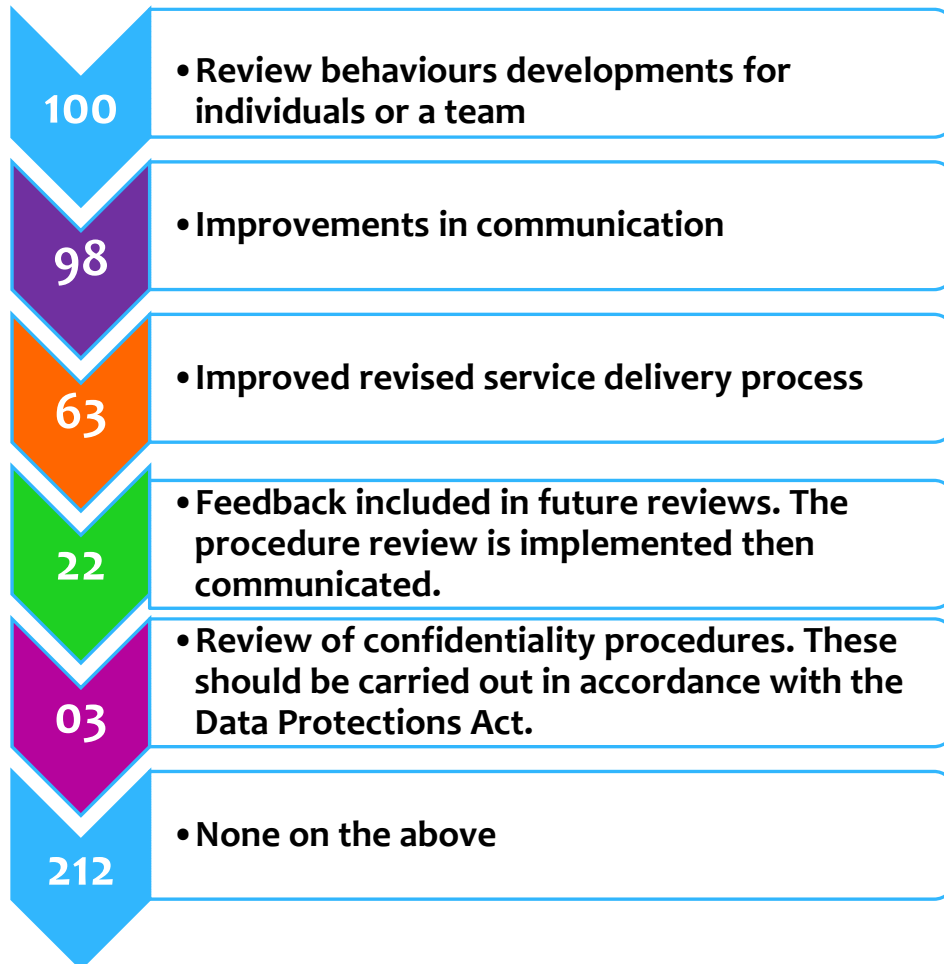 100
• Review behaviours developments for
individuals or a team
98
• Improvements in communication
63
• Improved revised service delivery process
22
• Feedback included in future reviews. The
procedure review is implemented then
communicated.
03
• Review of confidentiality procedures. These
should be carried out in accordance with the
Data Protections Act.
212
• None on the above